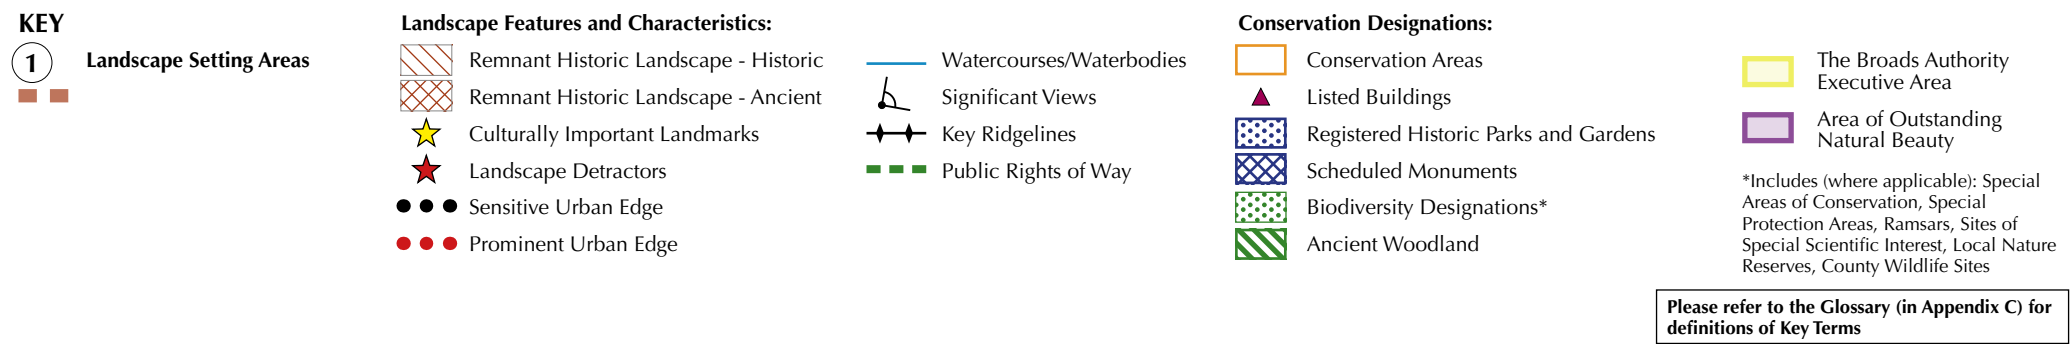 KEY
1
Landscape Setting Areas
Landscape Features and Characteristics:
Remnant Historic Landscape - Historic
Remnant Historic Landscape - Ancient
Culturally Important Landmarks
Landscape Detractors
Sensitive Urban Edge
Prominent Urban Edge
Watercourses/Waterbodies
Significant Views
Key Ridgelines
Public Rights of Way
Conservation Designations:
Conservation Areas
Listed Buildings
Registered Historic Parks and Gardens
Scheduled Monuments
Biodiversity Designations*
Ancient Woodland
The Broads Authority
Executive Area
Area of Outstanding
Natural Beauty
*Includes (where applicable): Special
Areas of Conservation, Special
Protection Areas, Ramsars, Sites of
Special Scientific Interest, Local Nature
Reserves, County Wildlife Sites
Please refer to the Glossary (in Appendix C) for
definitions of Key Terms